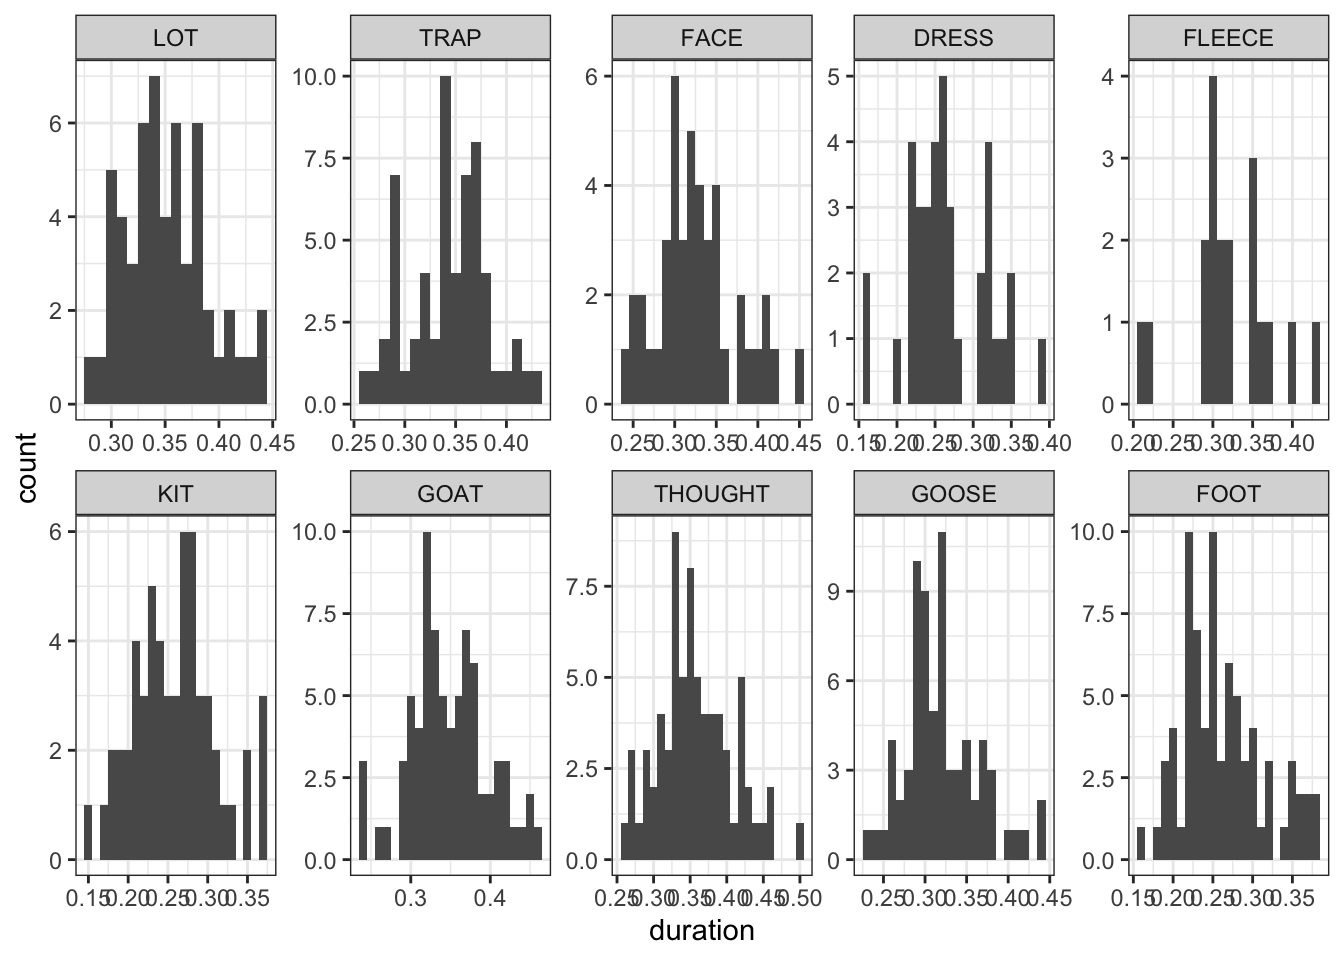 LOT TRAP FACE DRESS FLEECE
6 4 2 0
10.0 7.5 5.0 2.5 0.0
6 4 2 0
5 4 3 2 1 0
4 3 2 1 0
0.30 0.35 0.40 0.45
0.25 0.30 0.35 0.40
0.25 0.30 0.35 0.40 0.45
0.15 0.20 0.25 0.30 0.35 0.40
0.20 0.25 0.30 0.35 0.40
count
KIT GOAT THOUGHT GOOSE FOOT
6 4 2 0
10.0 7.5 5.0 2.5 0.0
7.5 5.0 2.5 0.0
9 6 3 0
10.0 7.5 5.0 2.5 0.0
0.15 0.20 0.25 0.30 0.35
0.3 0.4
0.25 0.30 0.35 0.40 0.45 0.50
0.25 0.30 0.35 0.40 0.45
0.15 0.20 0.25 0.30 0.35
duration